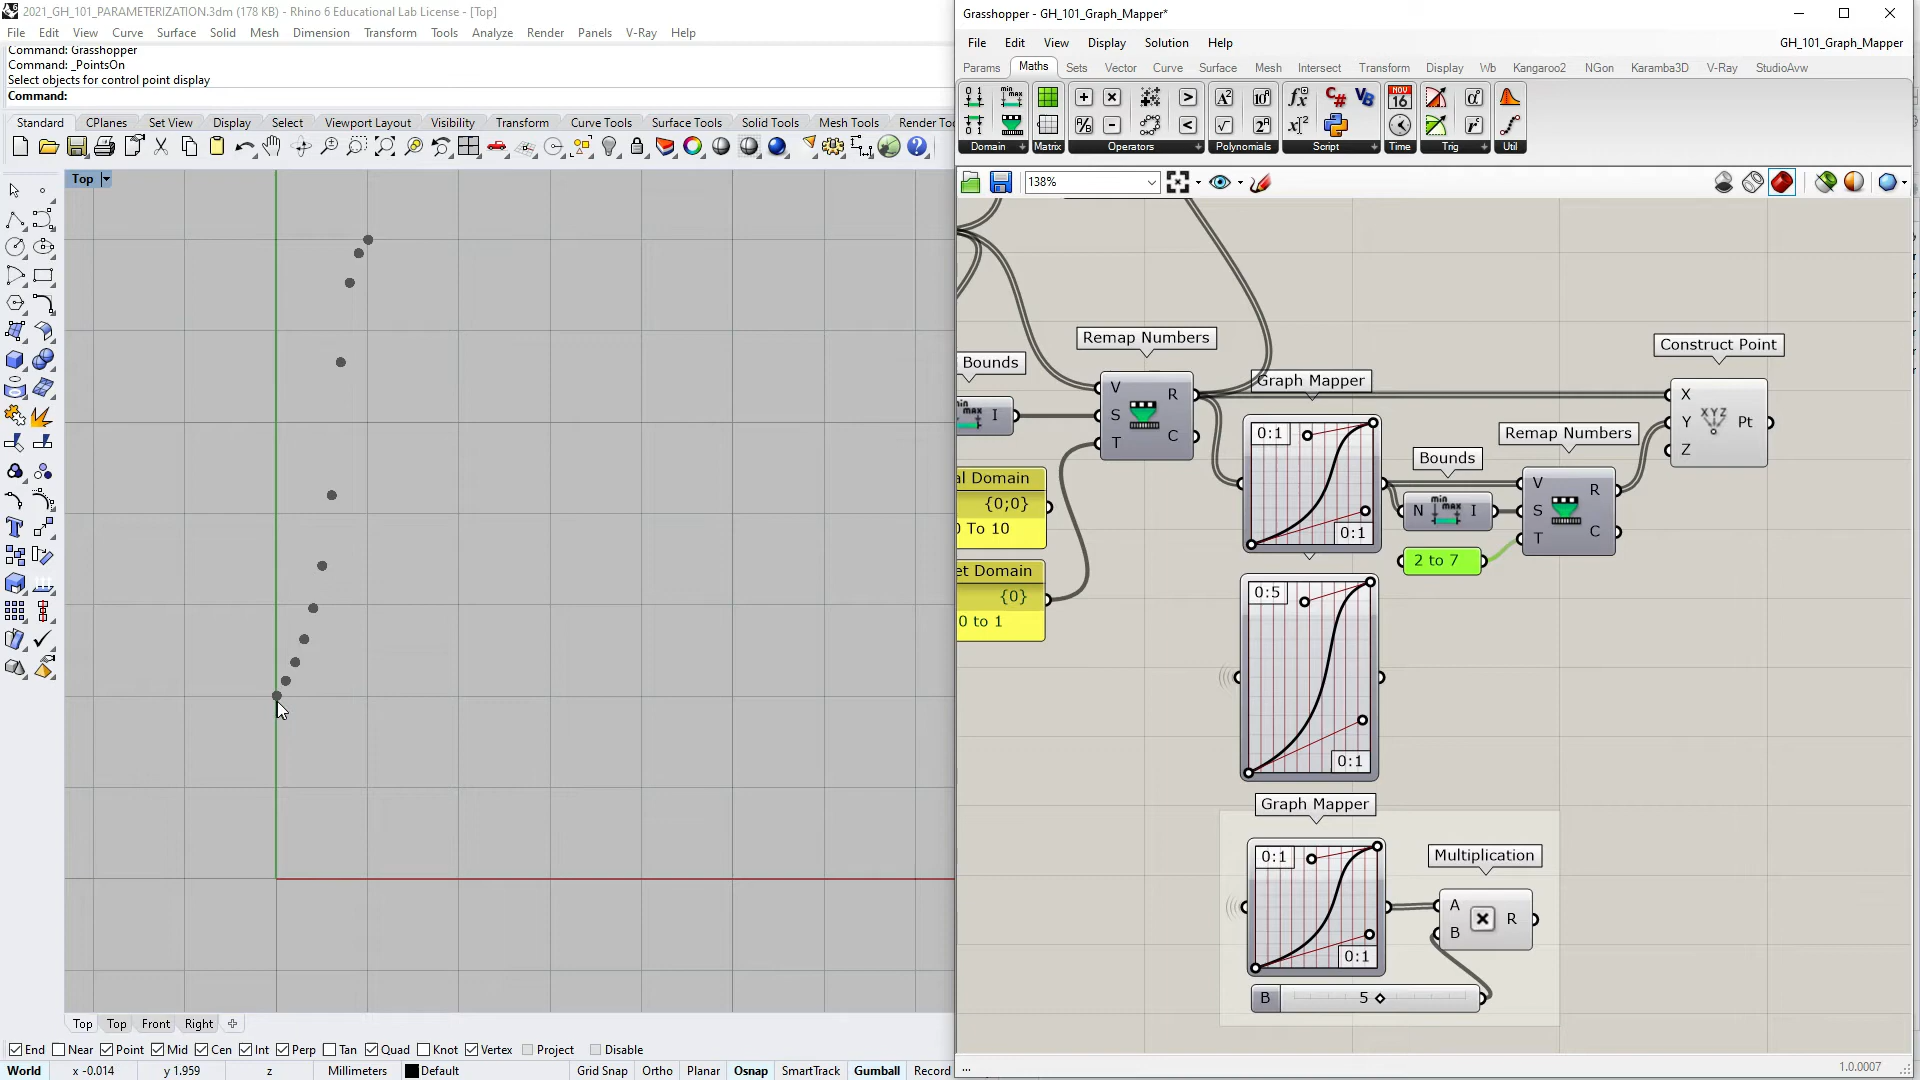 2021_GH_101_PARAMETERIZATION.3dm (178 KB) - Rhino 6 Educational Lab License - [Top]
File Edit View Curve Surface Solid Mesh Dimension Transform Tools Analyze Render Panels V-Ray Help
Command: Grasshopper
Command: _PointsOn
Select objects for control point display
Command:
Standard CPlanes Set View Display Select Viewport Layout Visibility Transform Curve Tools Surface Tools Solid Tools Mesh Tools Render To
Top
Top Top Front Right
End Near Point Mid Cen Int Perp Tan Quad Knot Vertex Project Disable
World x -0.014 y 1.959 z Millimeters Default Grid Snap Ortho Planar Osnap SmartTrack Gumball Record
Grasshopper - GH_101_Graph_Mapper*
File Edit View Display Solution Help
GH_101_Graph_Mapper
Params Maths Sets Vector Curve Surface Mesh Intersect Transform Display Wb Kangaroo2 NGon Karamba3D V-Ray StudioAvw
Domain Matrix Operators Polynomials Script Time Trig Util
138%
Remap Numbers
Bounds
I
V
S
T
R
C
al Domain
{0;0}
0 To 10
et Domain
{0}
0 to 1
Graph Mapper
0:1
0:1
Bounds
N
min
max
I
2 to 7
Remap Numbers
V
S
T
R
C
Construct Point
X
Y
Z
XYZ
Pt
0:5
0:1
Graph Mapper
0:1
0:1
Multiplication
A
B
R
B 5
... 1.0.0007